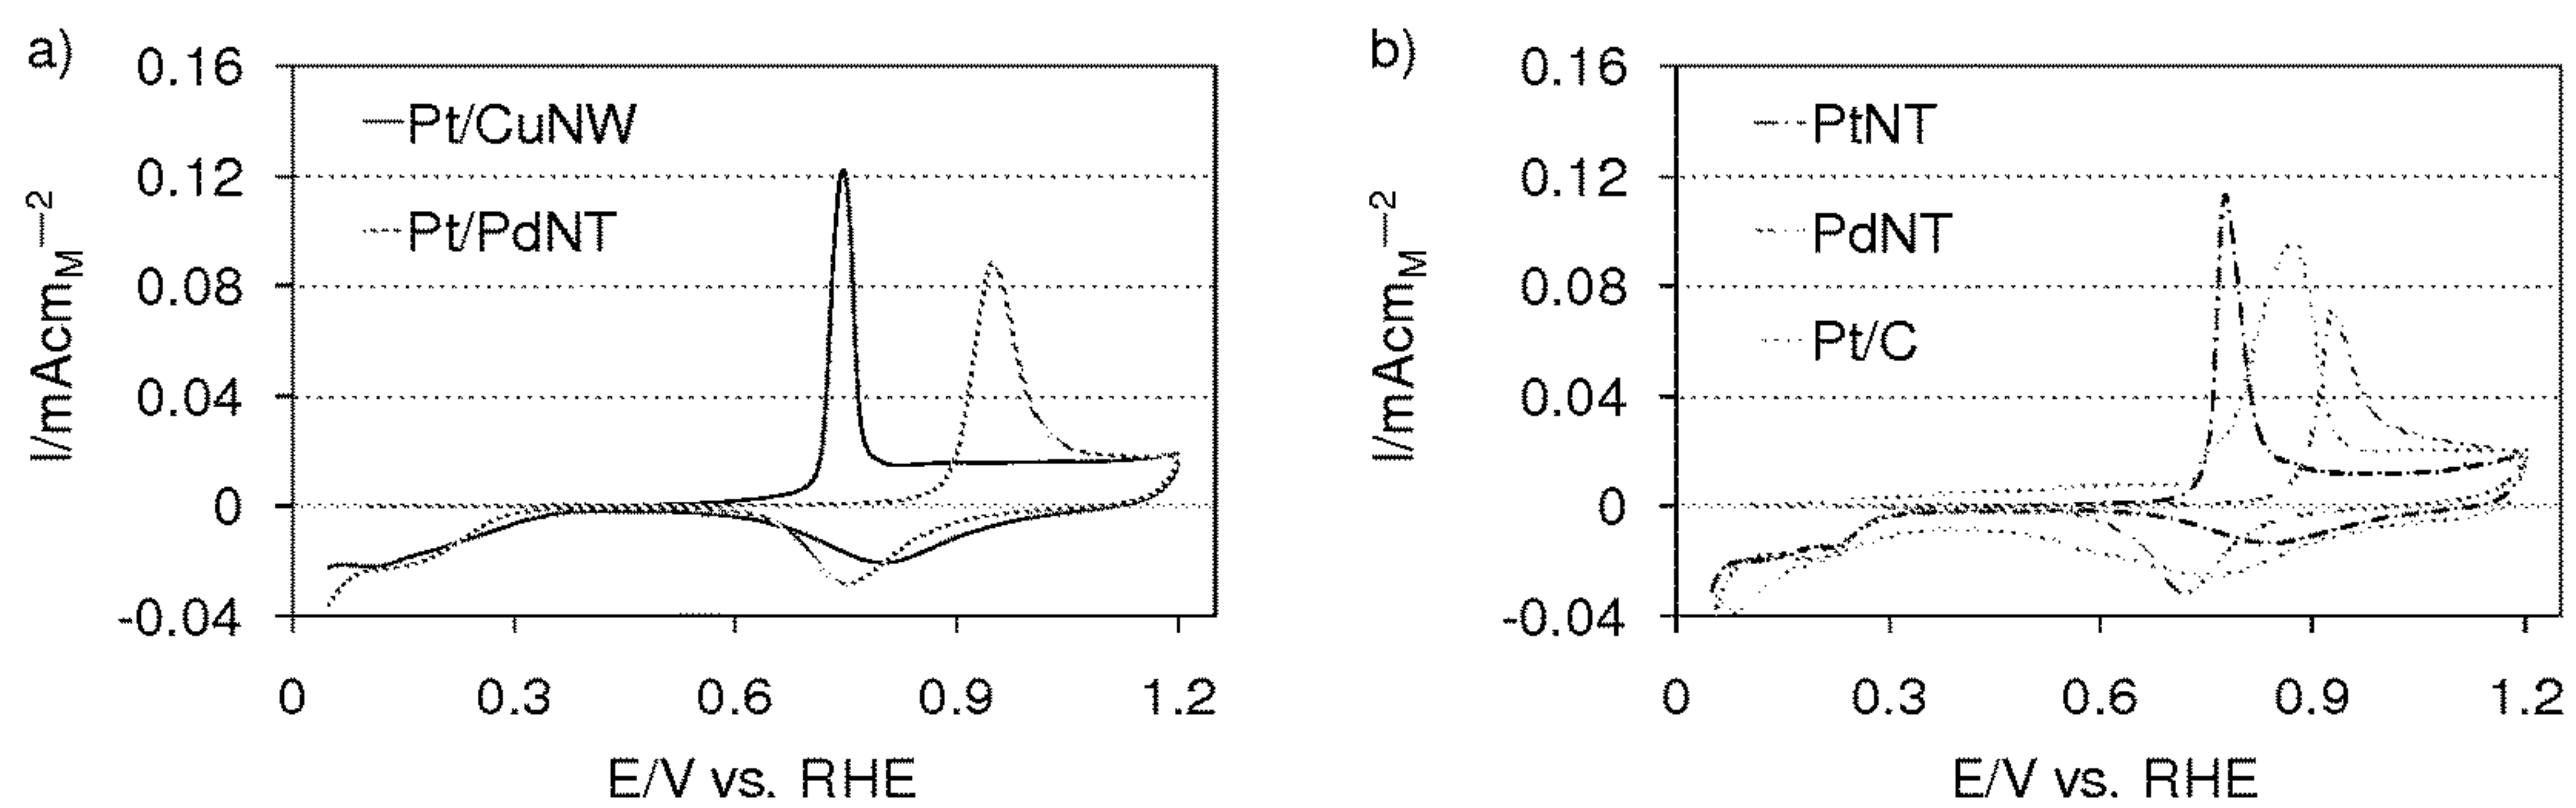 a)
I/mAcm_M^−2
0.16
0.12
0.08
0.04
0
-0.04
Pt/CuNW
Pt/PdNT
0 0.3 0.6 0.9 1.2
E/V vs. RHE
b)
I/mAcm_M^−2
0.16
0.12
0.08
0.04
0
-0.04
PtNT
PdNT
Pt/C
0 0.3 0.6 0.9 1.2
E/V vs. RHE